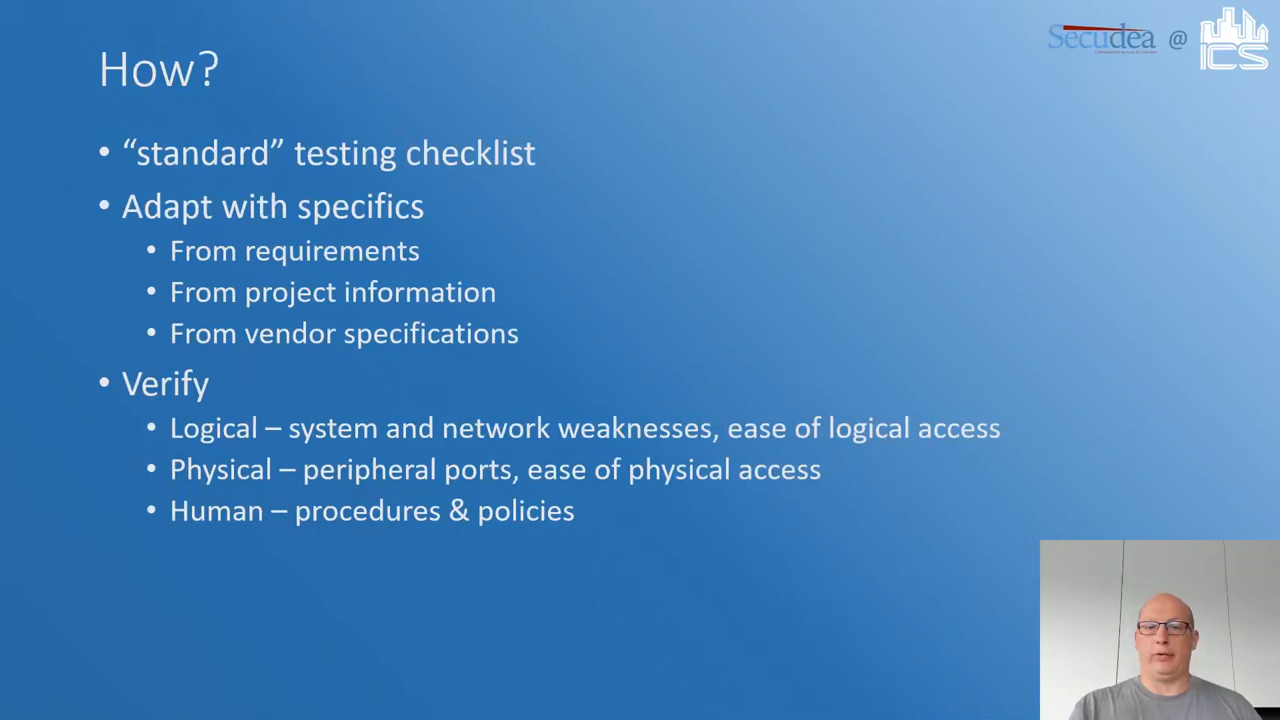 Secudea @ ICS
How?
• “standard” testing checklist
• Adapt with specifics
• From requirements
• From project information
• From vendor specifications
• Verify
• Logical – system and network weaknesses, ease of logical access
• Physical – peripheral ports, ease of physical access
• Human – procedures & policies